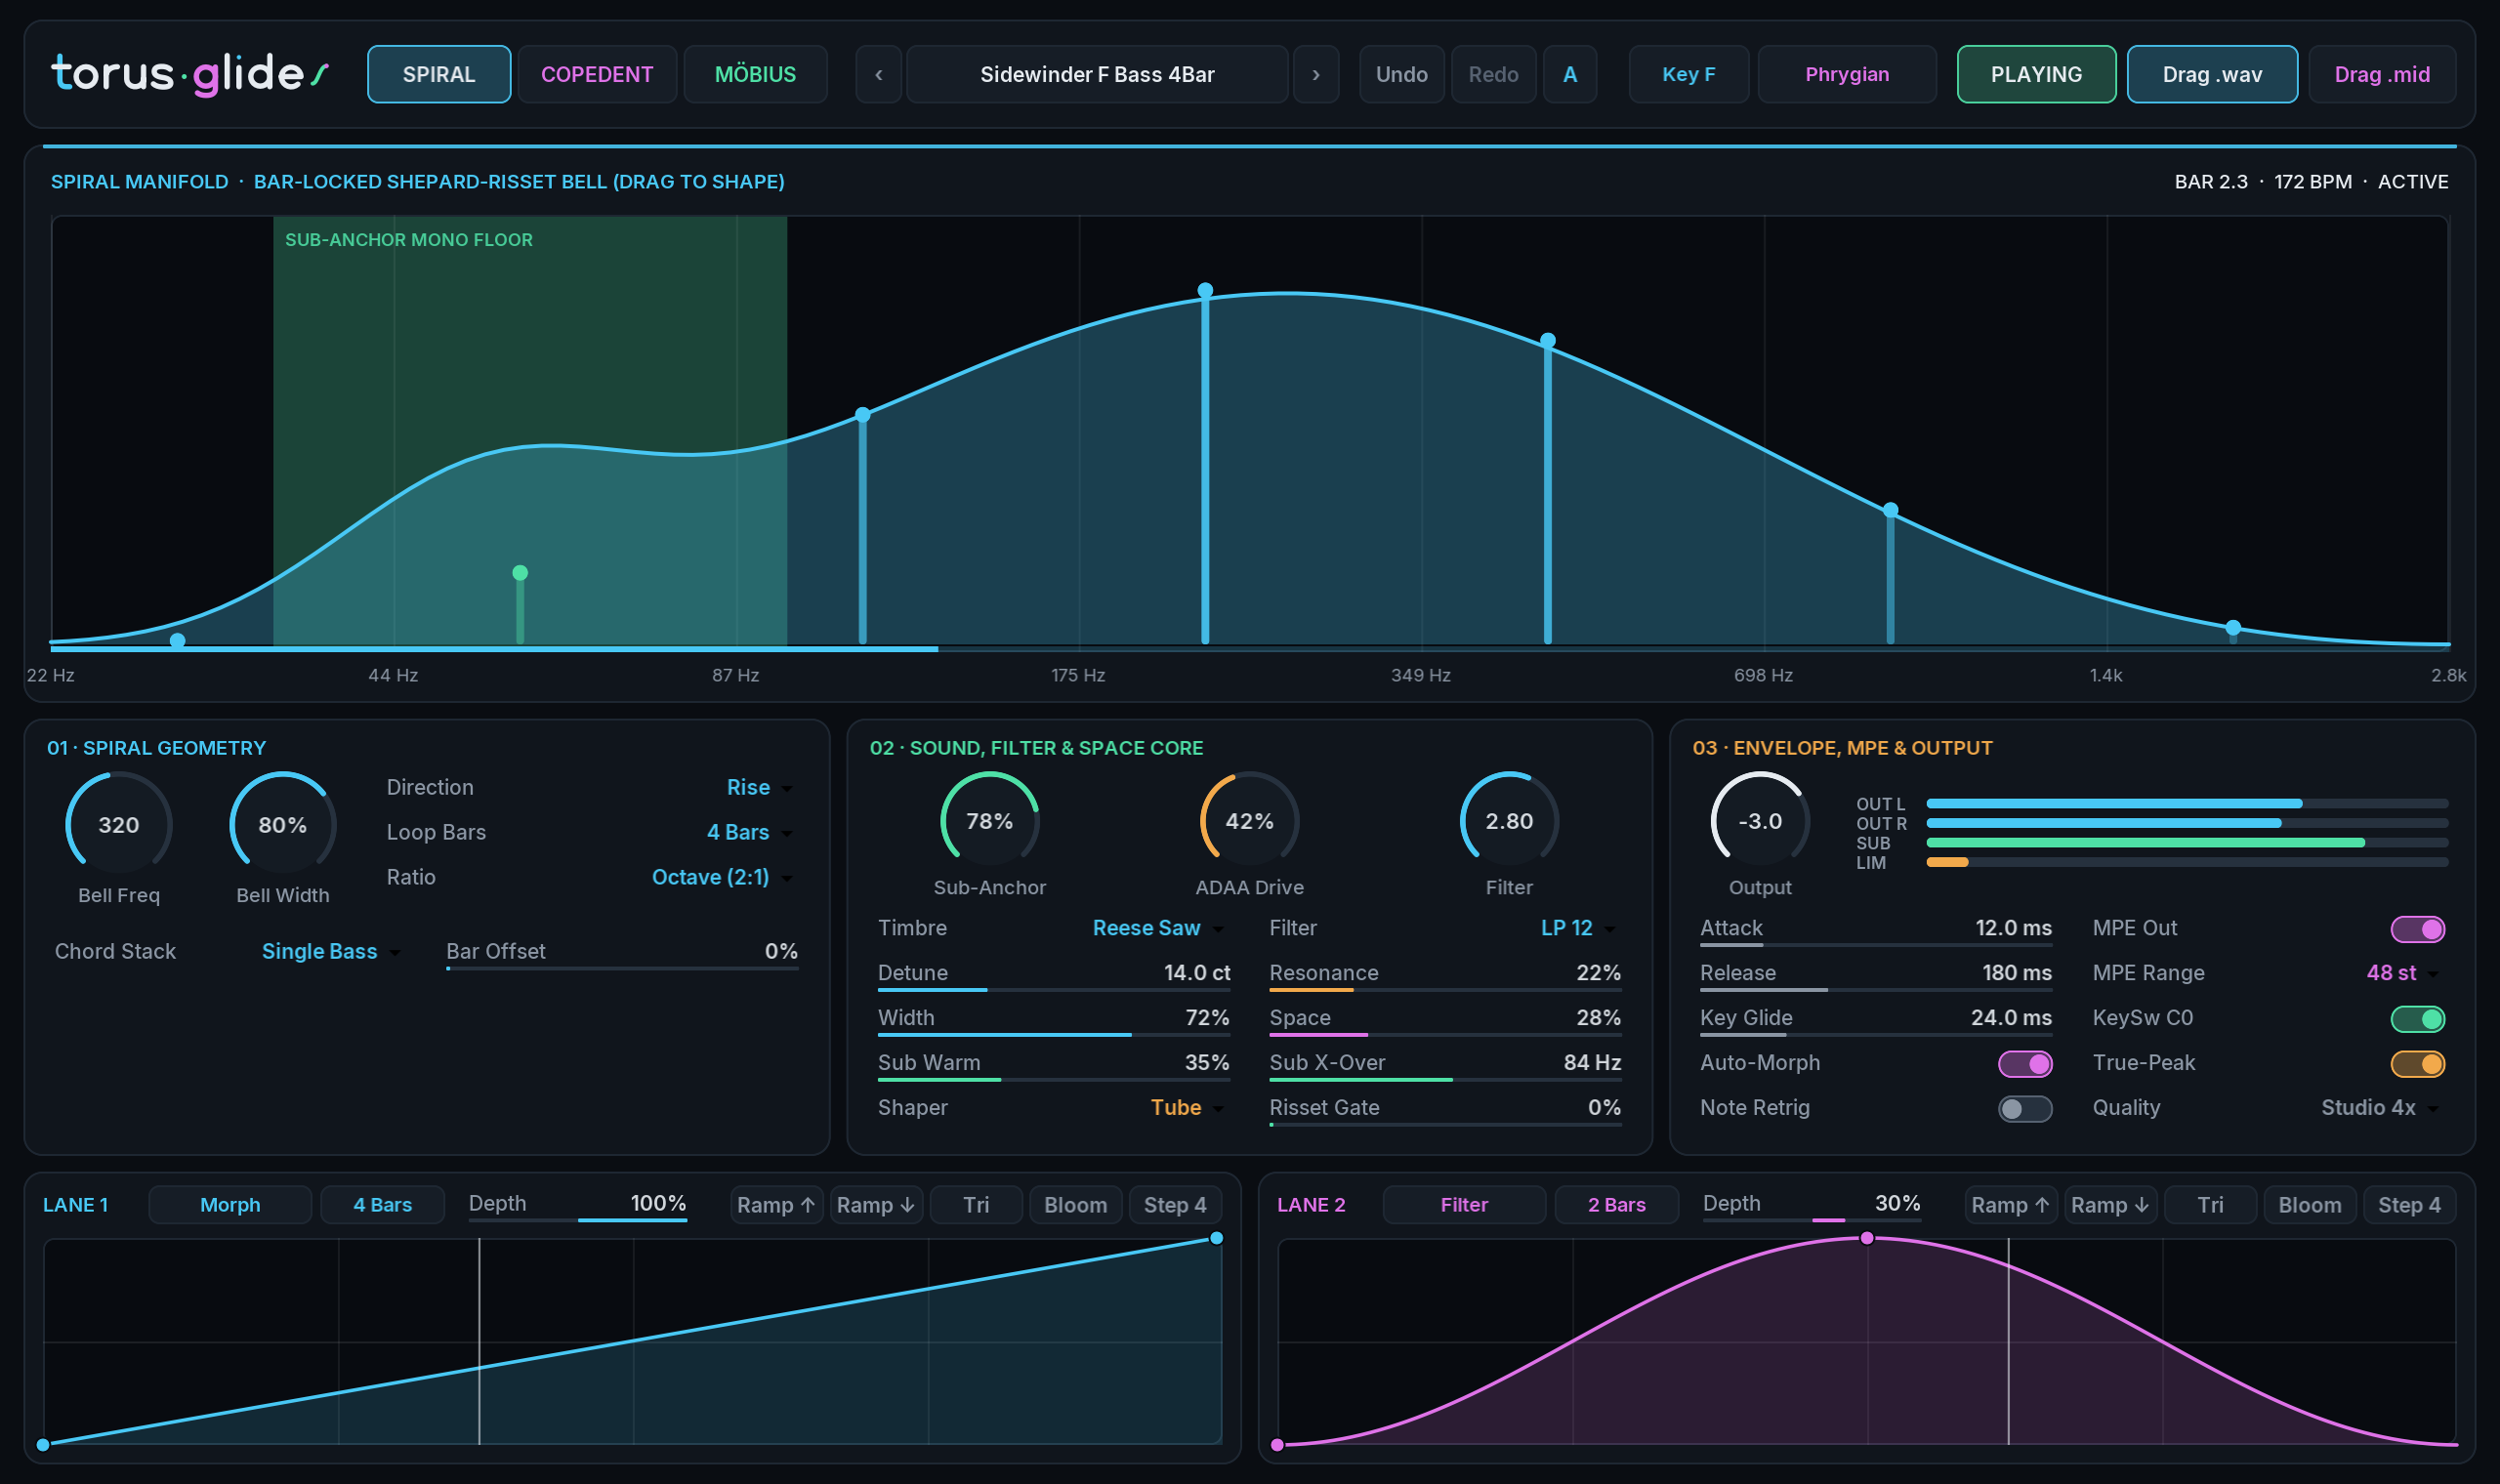 torus·glide
SPIRAL COPEDENT MÖBIUS ‹ Sidewinder F Bass 4Bar › Undo Redo A Key F Phrygian PLAYING Drag .wav Drag .mid
SPIRAL MANIFOLD · BAR-LOCKED SHEPARD-RISSET BELL (DRAG TO SHAPE)
BAR 2.3 · 172 BPM · ACTIVE
SUB-ANCHOR MONO FLOOR
22 Hz 44 Hz 87 Hz 175 Hz 349 Hz 698 Hz 1.4k 2.8k
01 · SPIRAL GEOMETRY
320 80%
Bell Freq Bell Width
Direction Rise
Loop Bars 4 Bars
Ratio Octave (2:1)
Chord Stack Single Bass Bar Offset 0%
02 · SOUND, FILTER & SPACE CORE
78% 42% 2.80
Sub-Anchor ADAA Drive Filter
Timbre Reese Saw Filter LP 12
Detune 14.0 ct Resonance 22%
Width 72% Space 28%
Sub Warm 35% Sub X-Over 84 Hz
Shaper Tube Risset Gate 0%
03 · ENVELOPE, MPE & OUTPUT
-3.0
Output
OUT L
OUT R
SUB
LIM
Attack 12.0 ms MPE Out
Release 180 ms MPE Range 48 st
Key Glide 24.0 ms KeySw C0
Auto-Morph True-Peak
Note Retrig Quality Studio 4x
LANE 1 Morph 4 Bars Depth 100% Ramp ↑ Ramp ↓ Tri Bloom Step 4
LANE 2 Filter 2 Bars Depth 30% Ramp ↑ Ramp ↓ Tri Bloom Step 4